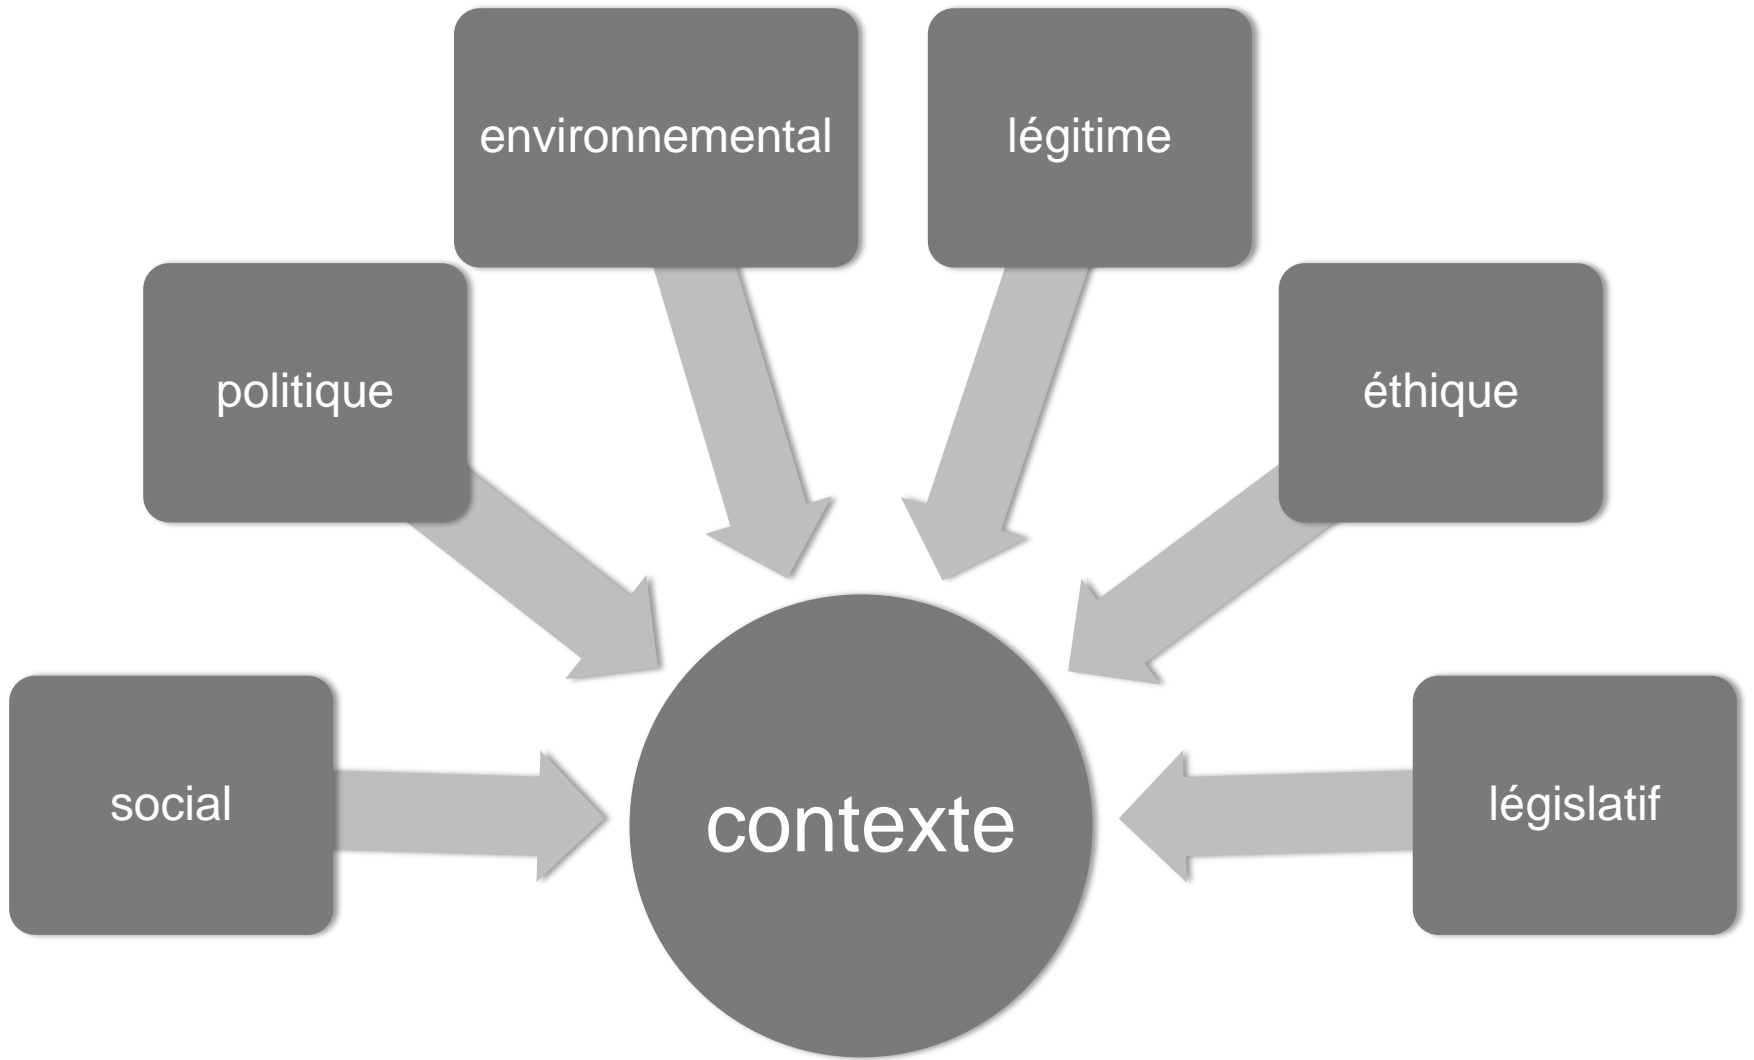 environnemental
légitime
politique
éthique
social
législatif
contexte